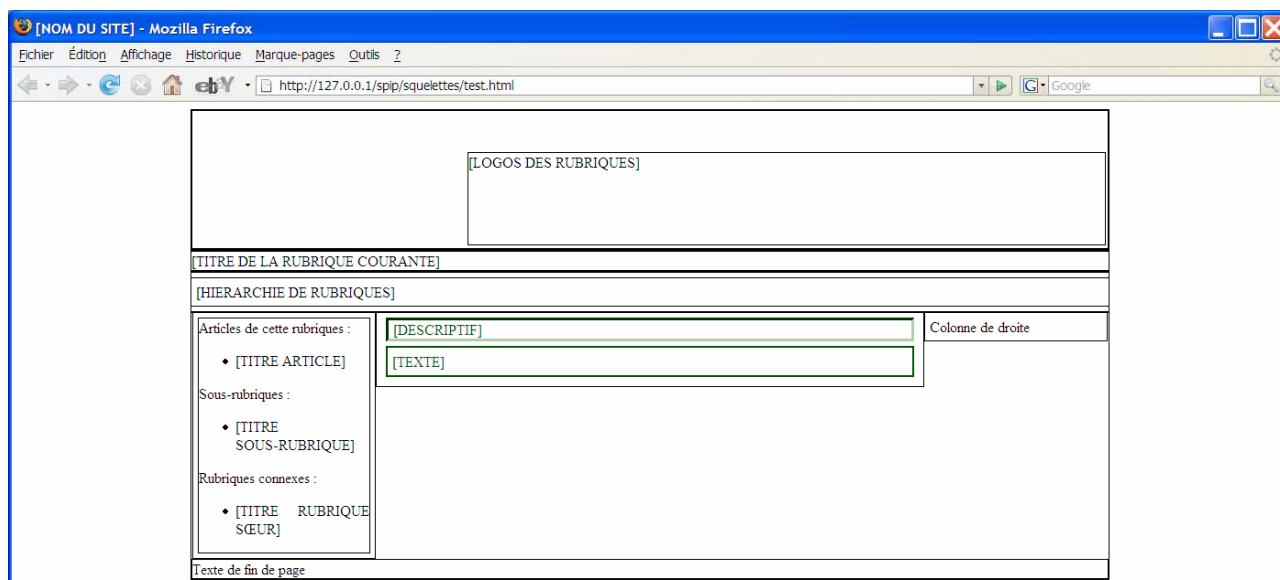 [NOM DU SITE] - Mozilla Firefox
Fichier Édition Affichage Historique Marque-pages Outils ?
ebY http://127.0.0.1/spip/squelettes/test.html G Google
[LOGOS DES RUBRIQUES]
[TITRE DE LA RUBRIQUE COURANTE]
[HIERARCHIE DE RUBRIQUES]
Articles de cette rubriques :
[TITRE ARTICLE]
Sous-rubriques :
[TITRE
SOUS-RUBRIQUE]
Rubriques connexes :
[TITRE RUBRIQUE
SŒUR]
[DESCRIPTIF]
[TEXTE]
Colonne de droite
Texte de fin de page